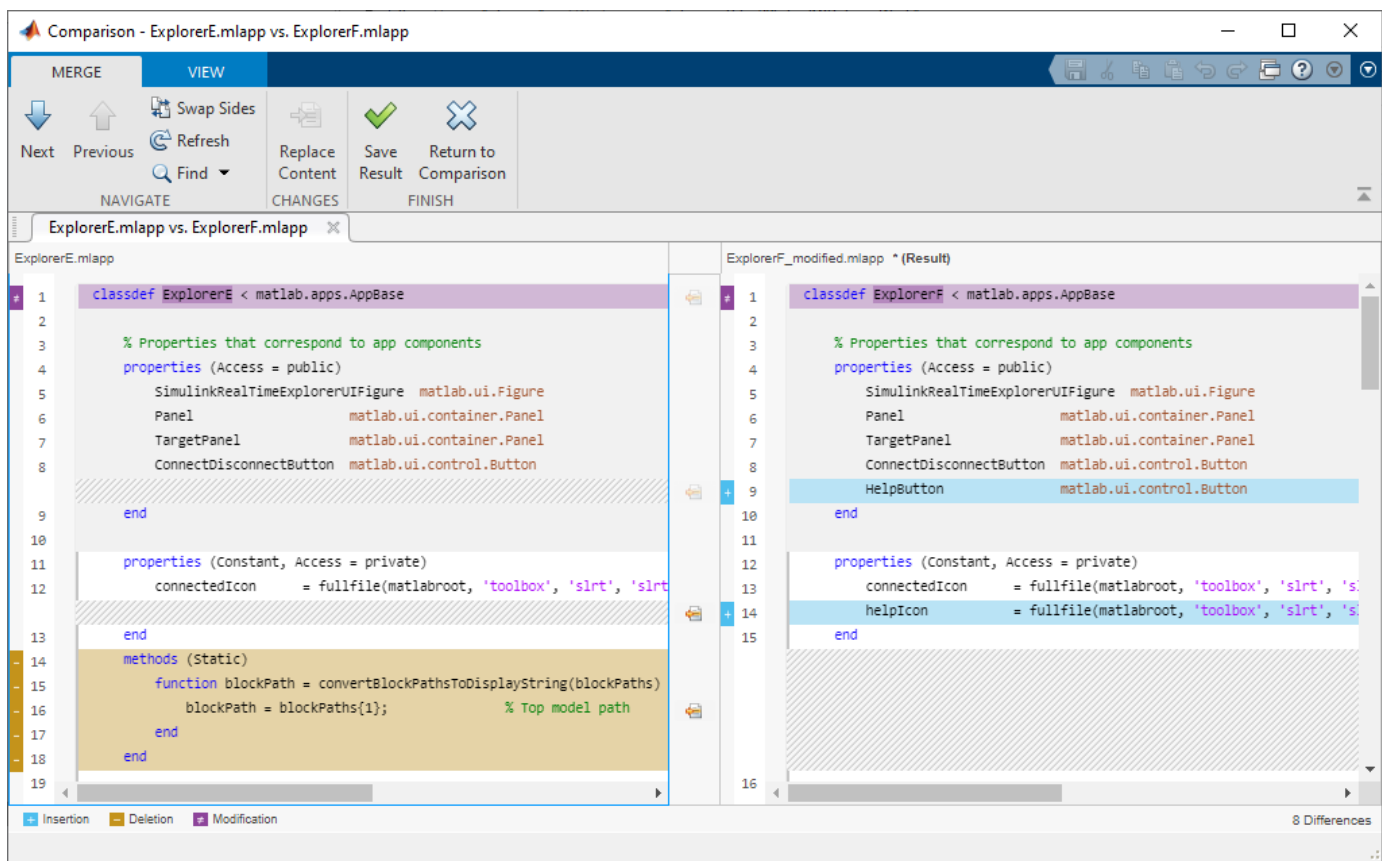 Comparison - ExplorerE.mlapp vs. ExplorerF.mlapp
MERGE VIEW
Next Previous Swap Sides Refresh Find Replace Content Save Result Return to Comparison
NAVIGATE CHANGES FINISH
ExplorerE.mlapp vs. ExplorerF.mlapp
ExplorerE.mlapp
1 classdef ExplorerE < matlab.apps.AppBase
2
3 % Properties that correspond to app components
4 properties (Access = public)
5 SimulinkRealTimeExplorerUIFigure matlab.ui.Figure
6 Panel matlab.ui.container.Panel
7 TargetPanel matlab.ui.container.Panel
8 ConnectDisconnectButton matlab.ui.control.Button
9 end
10
11 properties (Constant, Access = private)
12 connectedIcon = fullfile(matlabroot, 'toolbox', 'slrt', 'slrt
13 end
14 methods (Static)
15 function blockPath = convertBlockPathsToDisplayString(blockPaths)
16 blockPath = blockPaths{1}; % Top model path
17 end
18 end
19
ExplorerF_modified.mlapp * (Result)
1 classdef ExplorerF < matlab.apps.AppBase
2
3 % Properties that correspond to app components
4 properties (Access = public)
5 SimulinkRealTimeExplorerUIFigure matlab.ui.Figure
6 Panel matlab.ui.container.Panel
7 TargetPanel matlab.ui.container.Panel
8 ConnectDisconnectButton matlab.ui.control.Button
9 HelpButton matlab.ui.control.Button
10 end
11
12 properties (Constant, Access = private)
13 connectedIcon = fullfile(matlabroot, 'toolbox', 'slrt', 's
14 helpIcon = fullfile(matlabroot, 'toolbox', 'slrt', 's
15 end
16
+ Insertion − Deletion ≠ Modification 8 Differences